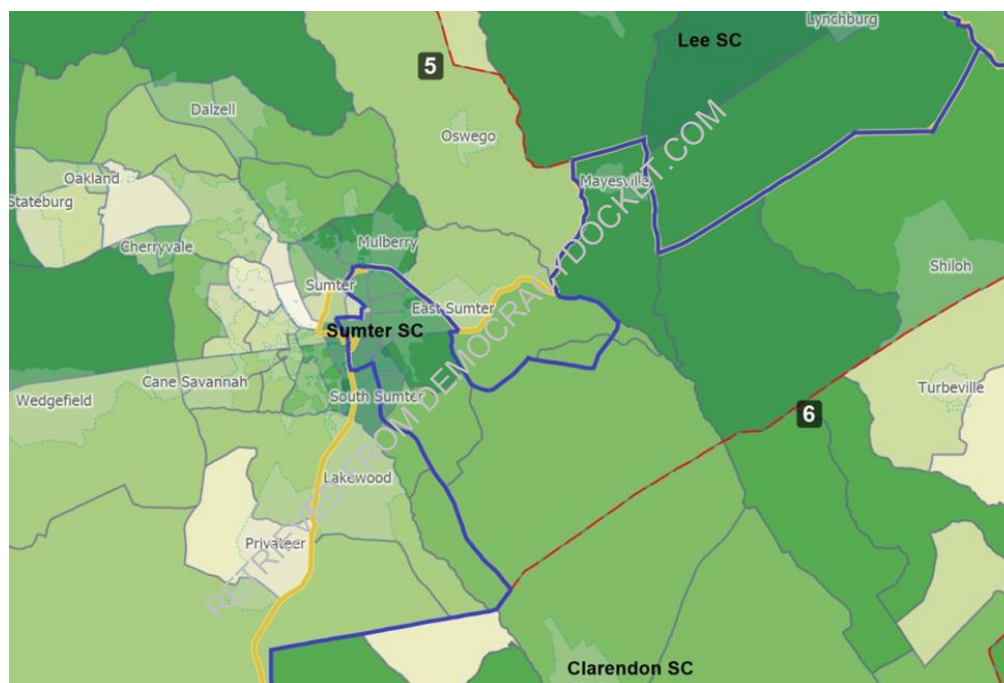 Lynchburg
Lee SC
5
Dalzell
Oswego
Oakland
Mayesville
Stateburg
Cherryvale
Mulberry
Shiloh
Sumter
East Sumter
Sumter SC
Cane Savannah
South Sumter
Turbeville
Wedgefield
6
Lakewood
Privateer
RETRIEVED FROM DEMOCRACYDOCKET.COM
Clarendon SC